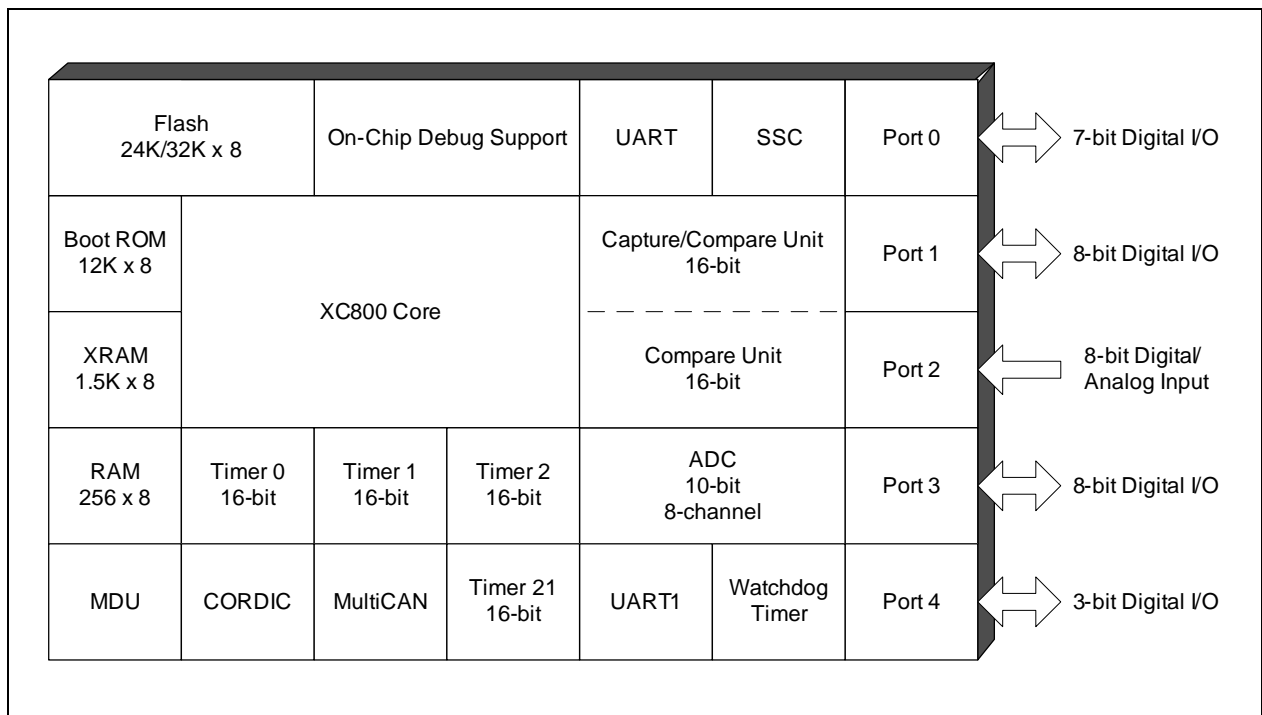 Flash
24K/32K x 8
On-Chip Debug Support
UART
SSC
Port 0
7-bit Digital I/O
Boot ROM
12K x 8
XC800 Core
Capture/Compare Unit
16-bit
Port 1
8-bit Digital I/O
XRAM
1.5K x 8
Compare Unit
16-bit
Port 2
8-bit Digital/
Analog Input
RAM
256 x 8
Timer 0
16-bit
Timer 1
16-bit
Timer 2
16-bit
ADC
10-bit
8-channel
Port 3
8-bit Digital I/O
MDU
CORDIC
MultiCAN
Timer 21
16-bit
UART1
Watchdog
Timer
Port 4
3-bit Digital I/O